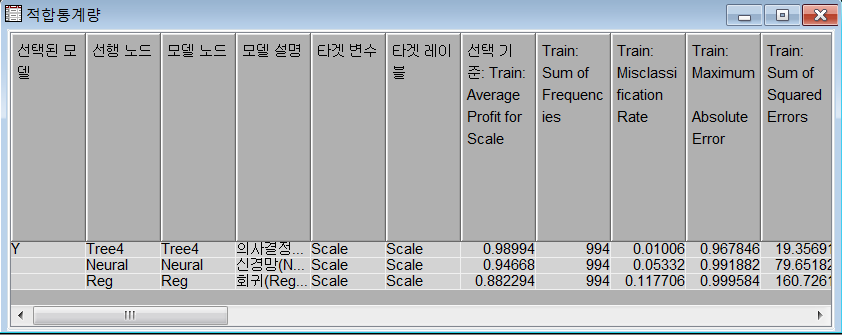 적합통계량
선택된 모델
선행 노드
모델 노드
모델 설명
타겟 변수
타겟 레이블
선택 기준: Train: Average Profit for Scale
Train: Sum of Frequencies
Train: Misclassification Rate
Train: Maximum Absolute Error
Train: Sum of Squared Errors
Y Tree4 Tree4 의사결정... Scale Scale 0.98994 994 0.01006 0.967846 19.35691
Neural Neural 신경망(N... Scale Scale 0.94668 994 0.05332 0.991882 79.65182
Reg Reg 회귀(Reg... Scale Scale 0.882294 994 0.117706 0.999584 160.7261